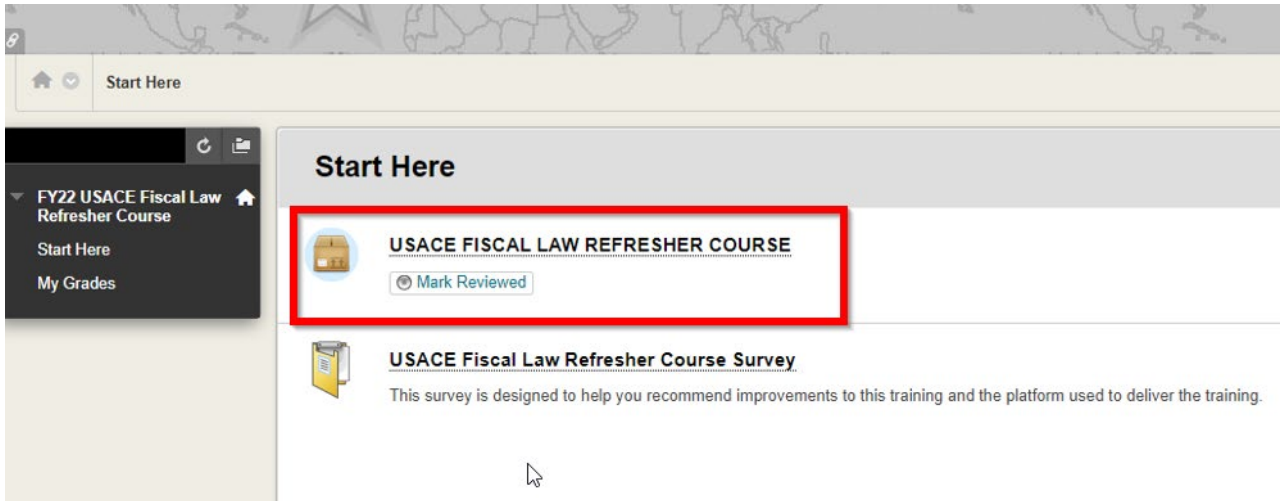 Start Here
FY22 USACE Fiscal Law
Refresher Course
Start Here
My Grades
Start Here
USACE FISCAL LAW REFRESHER COURSE
Mark Reviewed
USACE Fiscal Law Refresher Course Survey
This survey is designed to help you recommend improvements to this training and the platform used to deliver the training.